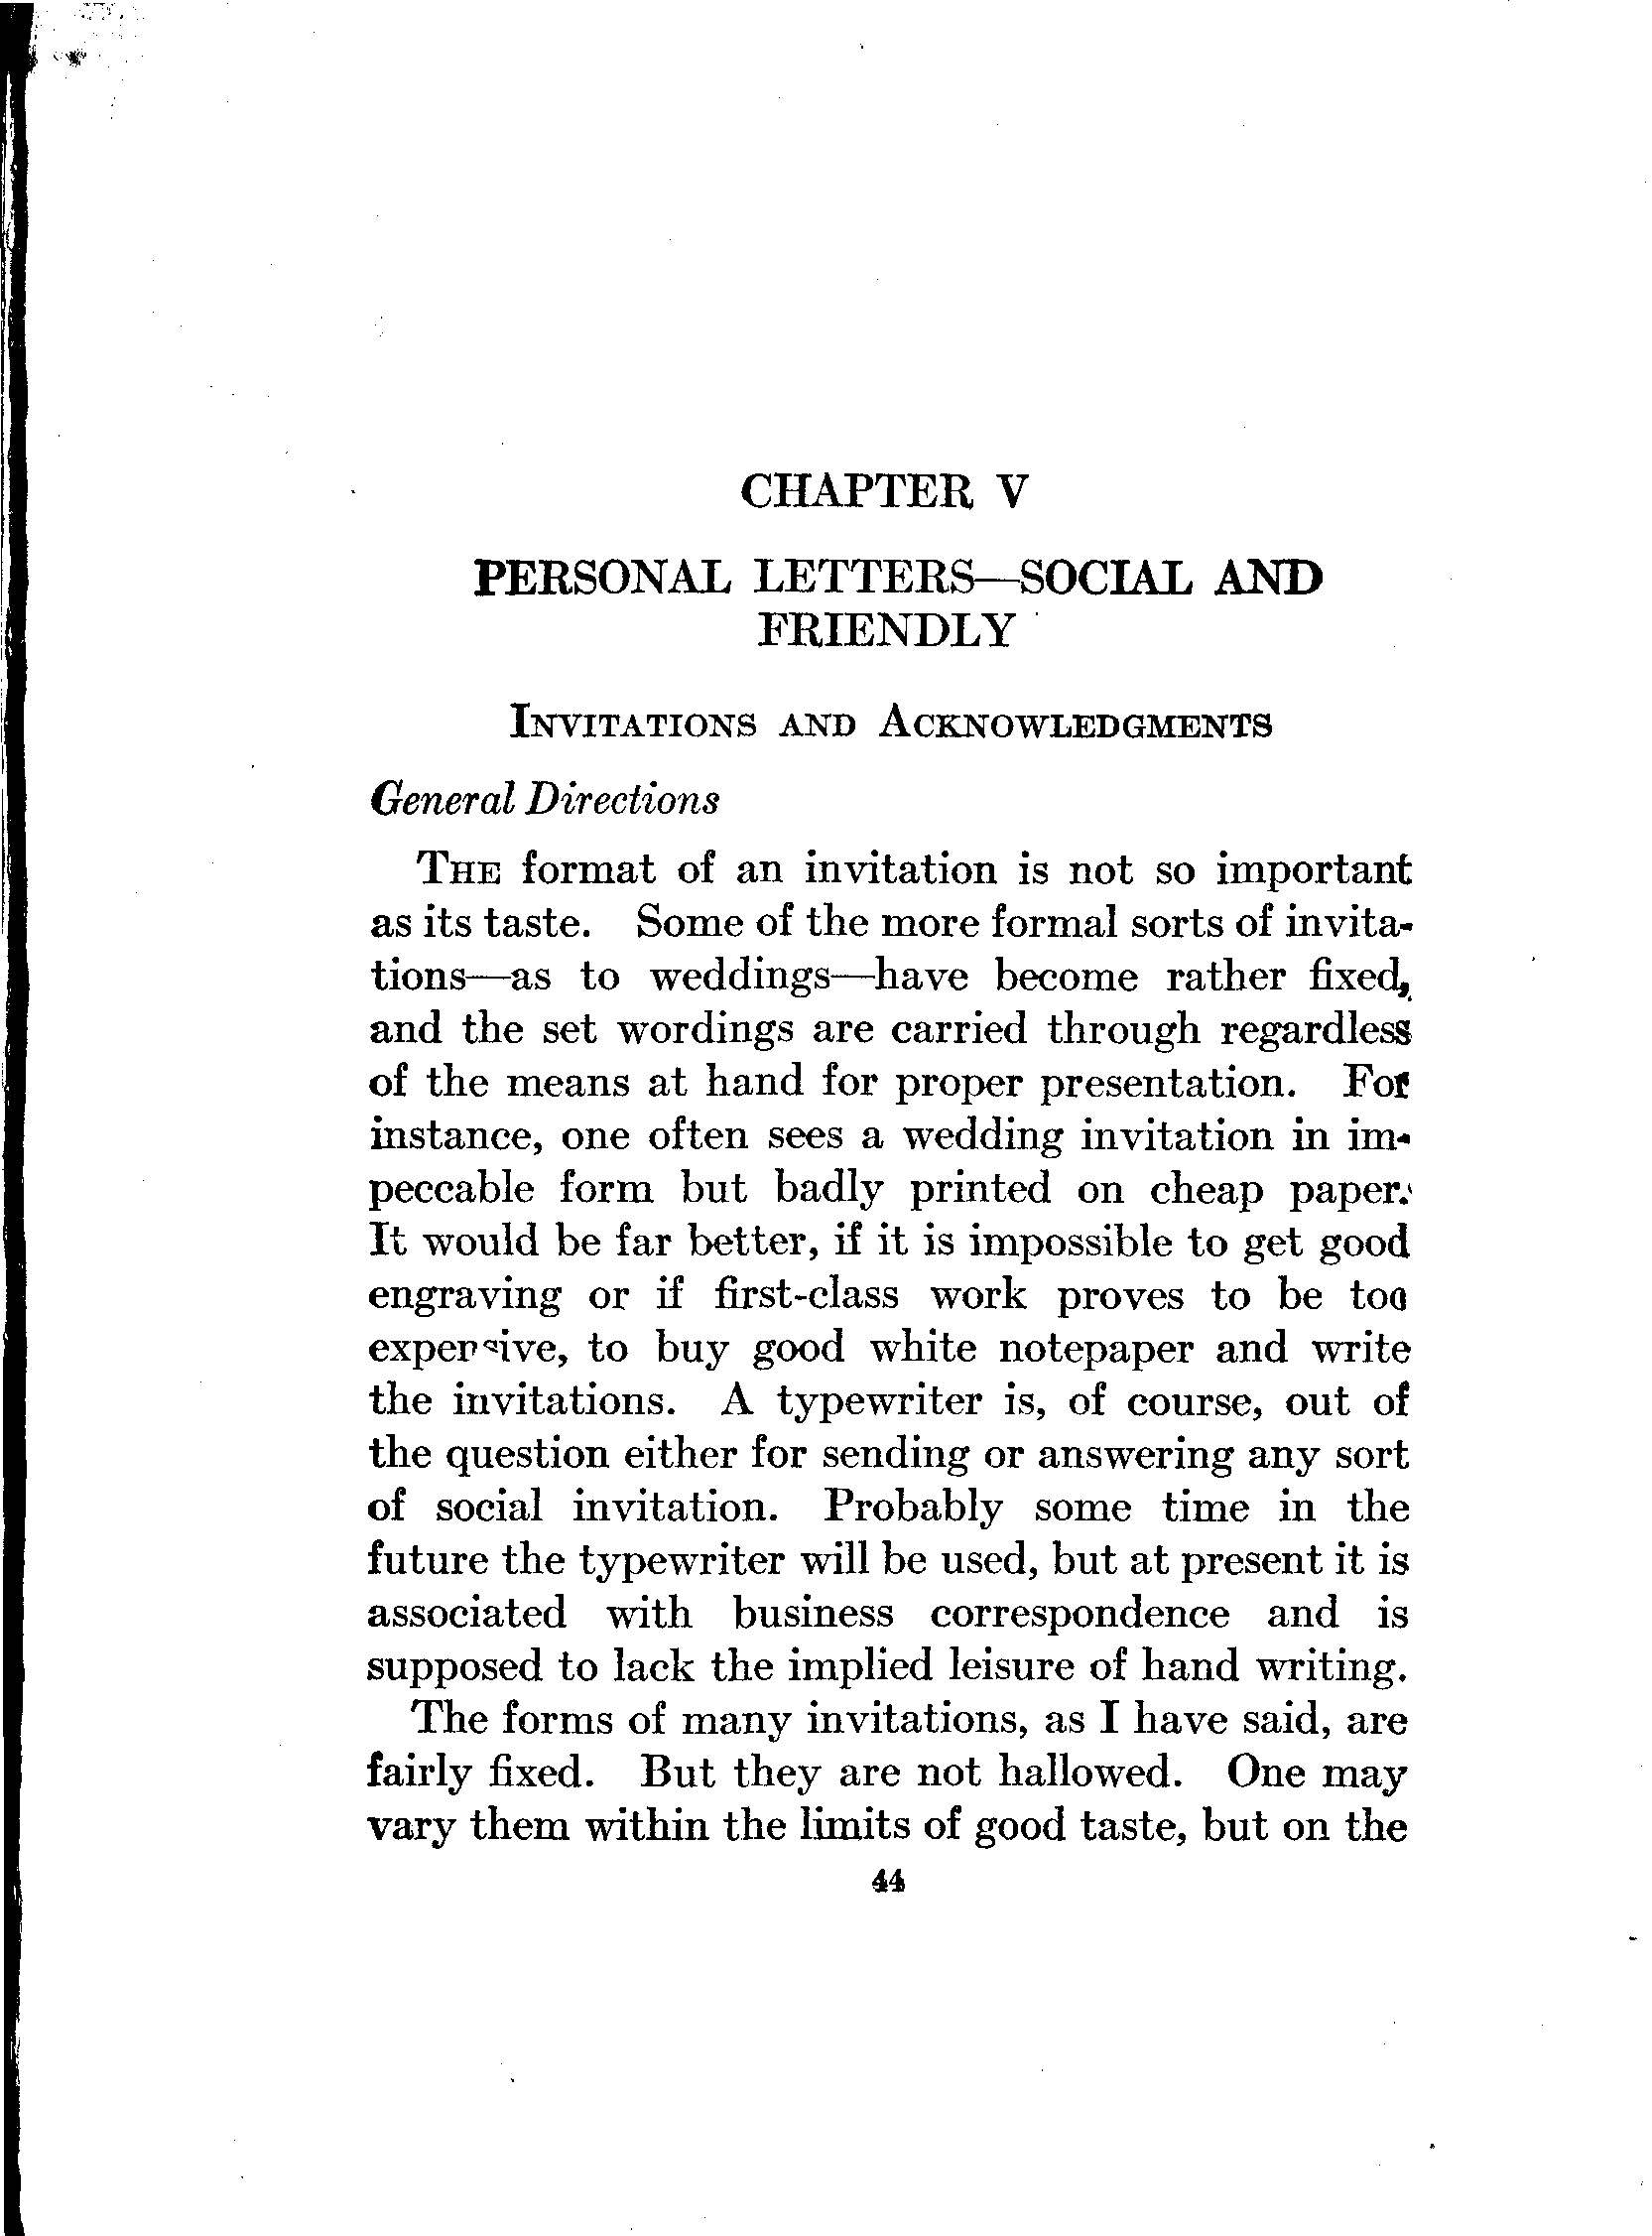 CHAPTER V
PERSONAL LETTERS—SOCIAL AND
FRIENDLY
INVITATIONS AND ACKNOWLEDGMENTS
General Directions
THE format of an invitation is not so important
as its taste. Some of the more formal sorts of invita-
tions—as to weddings—have become rather fixed,
and the set wordings are carried through regardless
of the means at hand for proper presentation. For
instance, one often sees a wedding invitation in im-
peccable form but badly printed on cheap paper.
It would be far better, if it is impossible to get good
engraving or if first-class work proves to be too
expensive, to buy good white notepaper and write
the invitations. A typewriter is, of course, out of
the question either for sending or answering any sort
of social invitation. Probably some time in the
future the typewriter will be used, but at present it is
associated with business correspondence and is
supposed to lack the implied leisure of hand writing.
The forms of many invitations, as I have said, are
fairly fixed. But they are not hallowed. One may
vary them within the limits of good taste, but on the
44